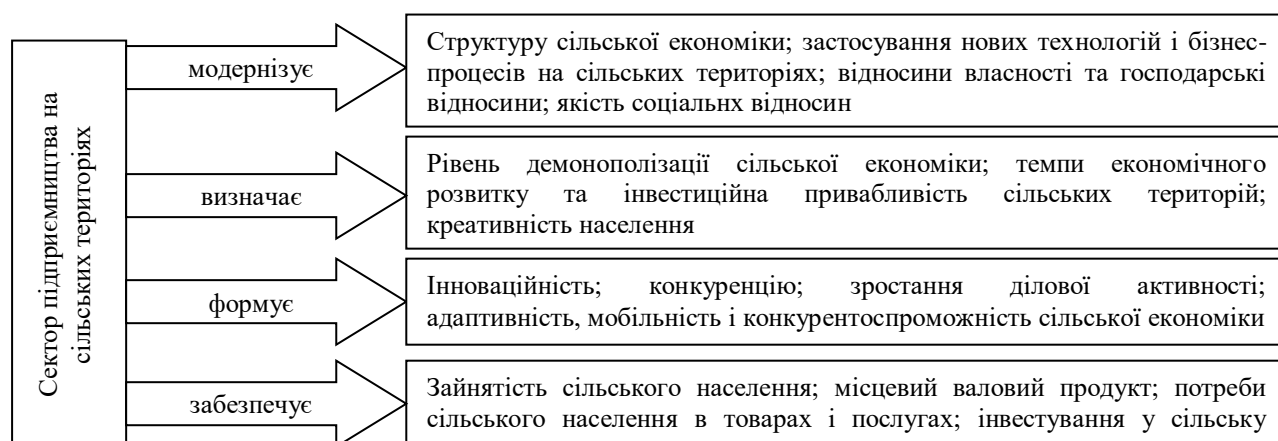 Сектор підприємництва на
сільських територіях
модернізує
Структуру сільської економіки; застосування нових технологій і бізнес-
процесів на сільських територіях; відносини власності та господарські
відносини; якість соціальнх відносин
визначає
Рівень демонополізації сільської економіки; темпи економічного
розвитку та інвестиційна привабливість сільських територій;
креативність населення
формує
Інноваційність; конкуренцію; зростання ділової активності;
адаптивність, мобільність і конкурентоспроможність сільської економіки
забезпечує
Зайнятість сільського населення; місцевий валовий продукт; потреби
сільського населення в товарах і послугах; інвестування у сільську